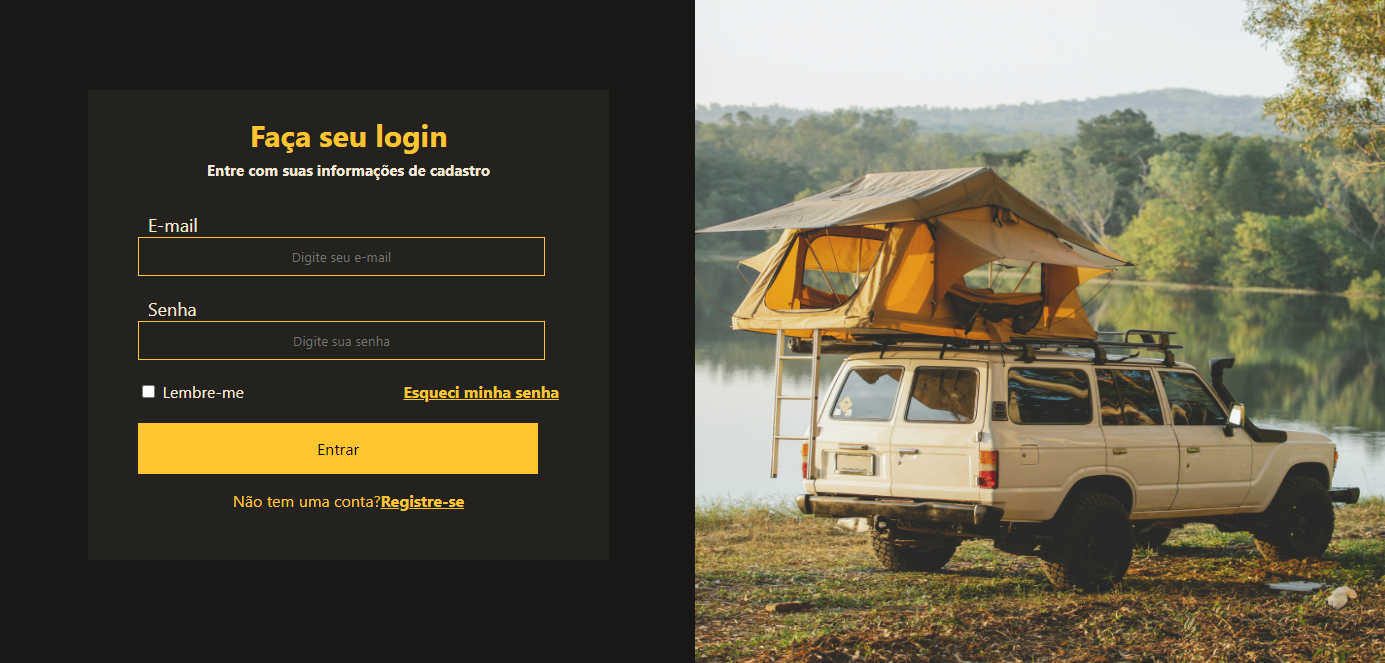 Faça seu login
Entre com suas informações de cadastro
E-mail
Digite seu e-mail
Senha
Digite sua senha
Lembre-me
Esqueci minha senha
Entrar
Não tem uma conta?Registre-se